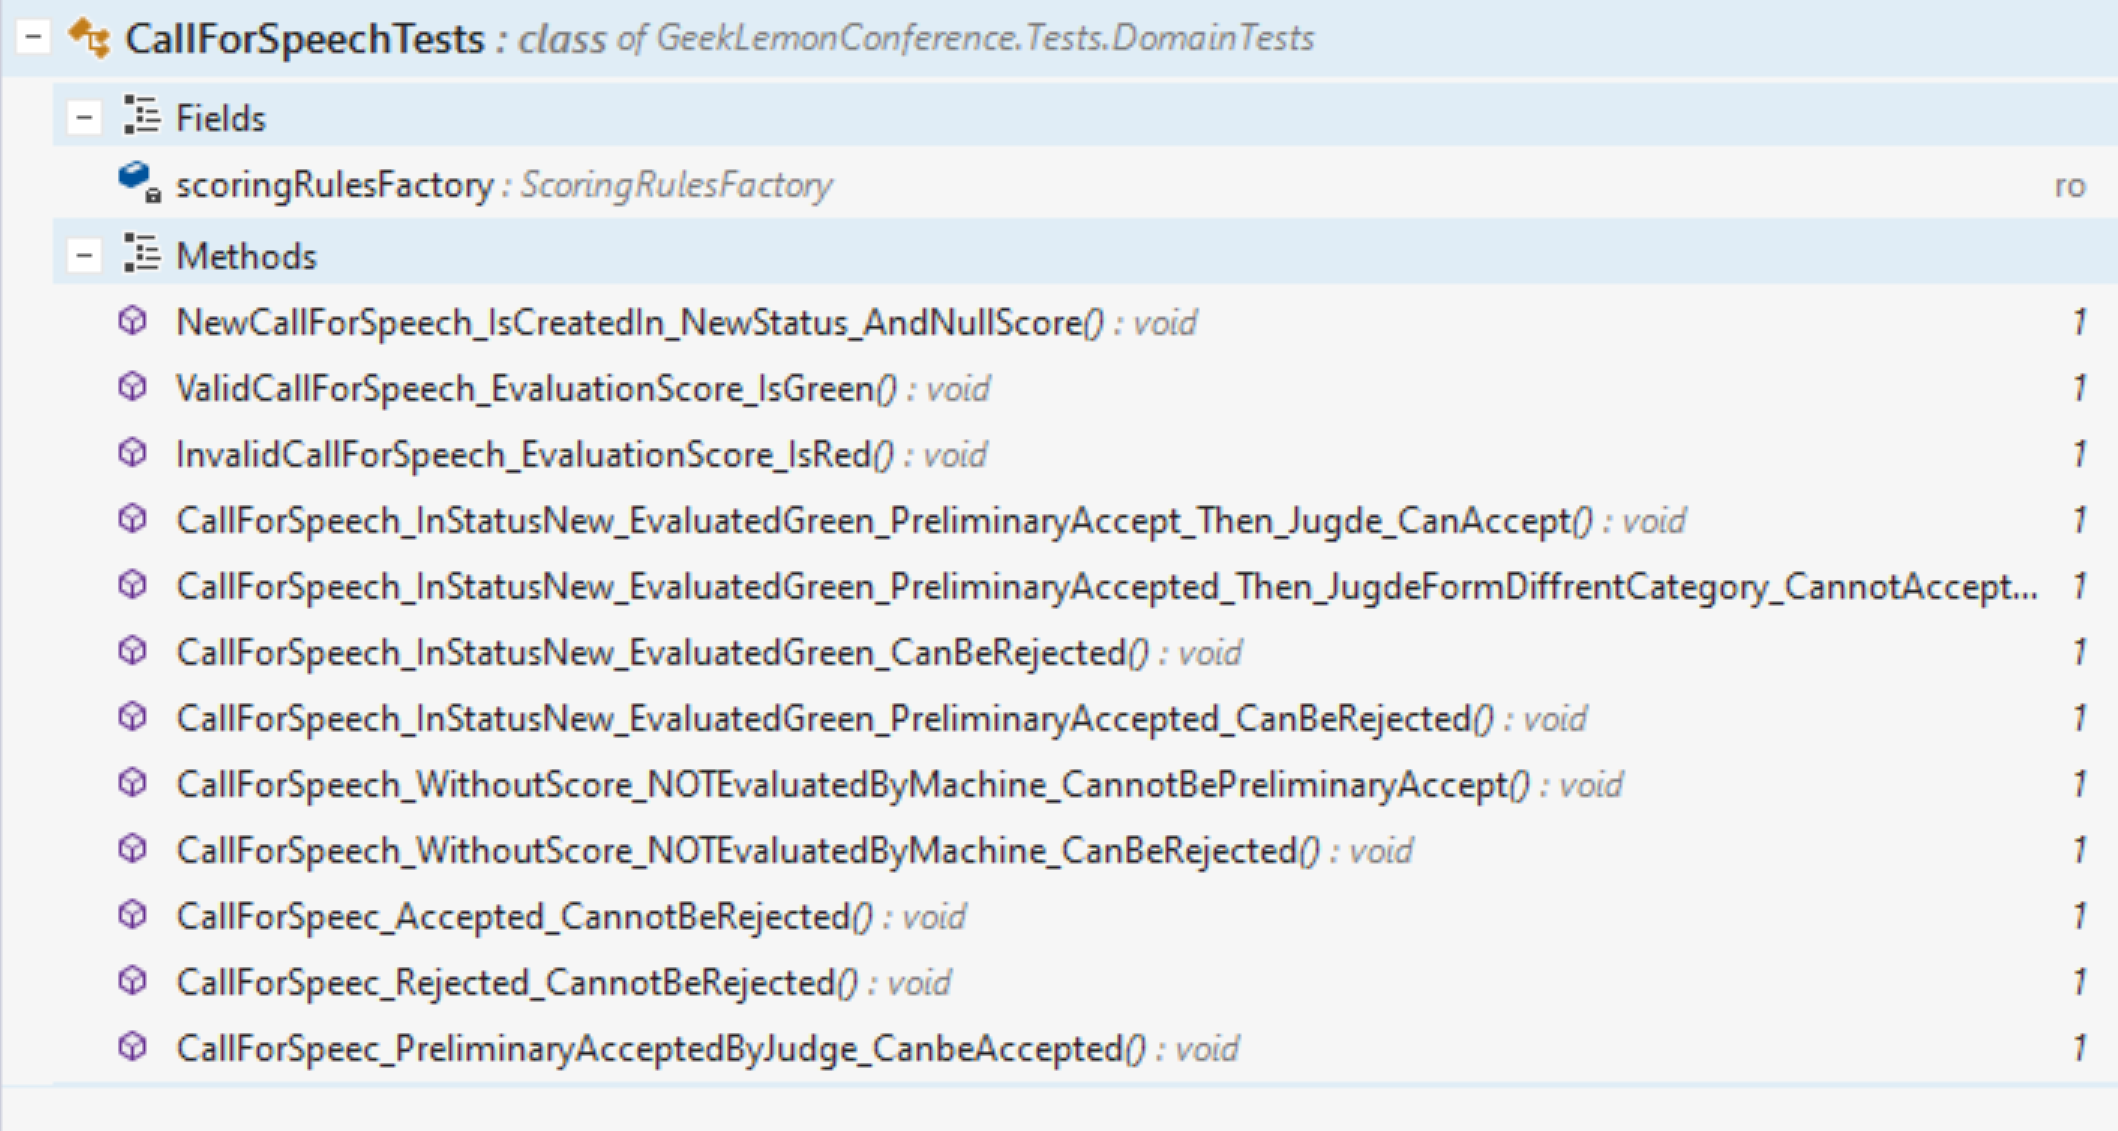 CallForSpeechTests : class of GeekLemonConference.Tests.DomainTests
Fields
scoringRulesFactory : ScoringRulesFactory ro
Methods
NewCallForSpeech_IsCreatedIn_NewStatus_AndNullScore() : void 1
ValidCallForSpeech_EvaluationScore_IsGreen() : void 1
InvalidCallForSpeech_EvaluationScore_IsRed() : void 1
CallForSpeech_InStatusNew_EvaluatedGreen_PreliminaryAccept_Then_Jugde_CanAccept() : void 1
CallForSpeech_InStatusNew_EvaluatedGreen_PreliminaryAccepted_Then_JugdeFormDiffrentCategory_CannotAccept... 1
CallForSpeech_InStatusNew_EvaluatedGreen_CanBeRejected() : void 1
CallForSpeech_InStatusNew_EvaluatedGreen_PreliminaryAccepted_CanBeRejected() : void 1
CallForSpeech_WithoutScore_NOTEvaluatedByMachine_CannotBePreliminaryAccept() : void 1
CallForSpeech_WithoutScore_NOTEvaluatedByMachine_CanBeRejected() : void 1
CallForSpeec_Accepted_CannotBeRejected() : void 1
CallForSpeec_Rejected_CannotBeRejected() : void 1
CallForSpeec_PreliminaryAcceptedByJudge_CanbeAccepted() : void 1